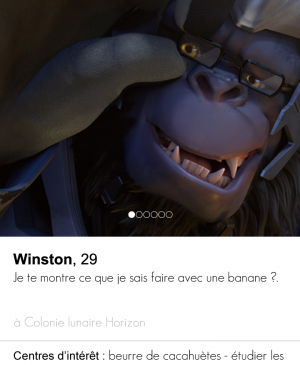 Winston, 29
Je te montre ce que je sais faire avec une banane ?.
à Colonie lunaire Horizon
Centres d'intérêt : beurre de cacahuètes - étudier les